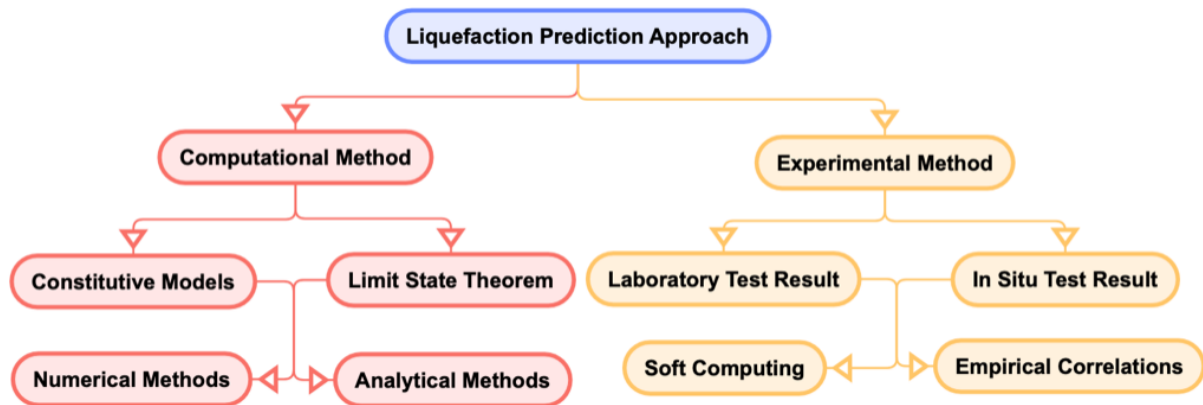 Liquefaction Prediction Approach
Computational Method
Experimental Method
Constitutive Models
Limit State Theorem
Laboratory Test Result
In Situ Test Result
Numerical Methods
Analytical Methods
Soft Computing
Empirical Correlations